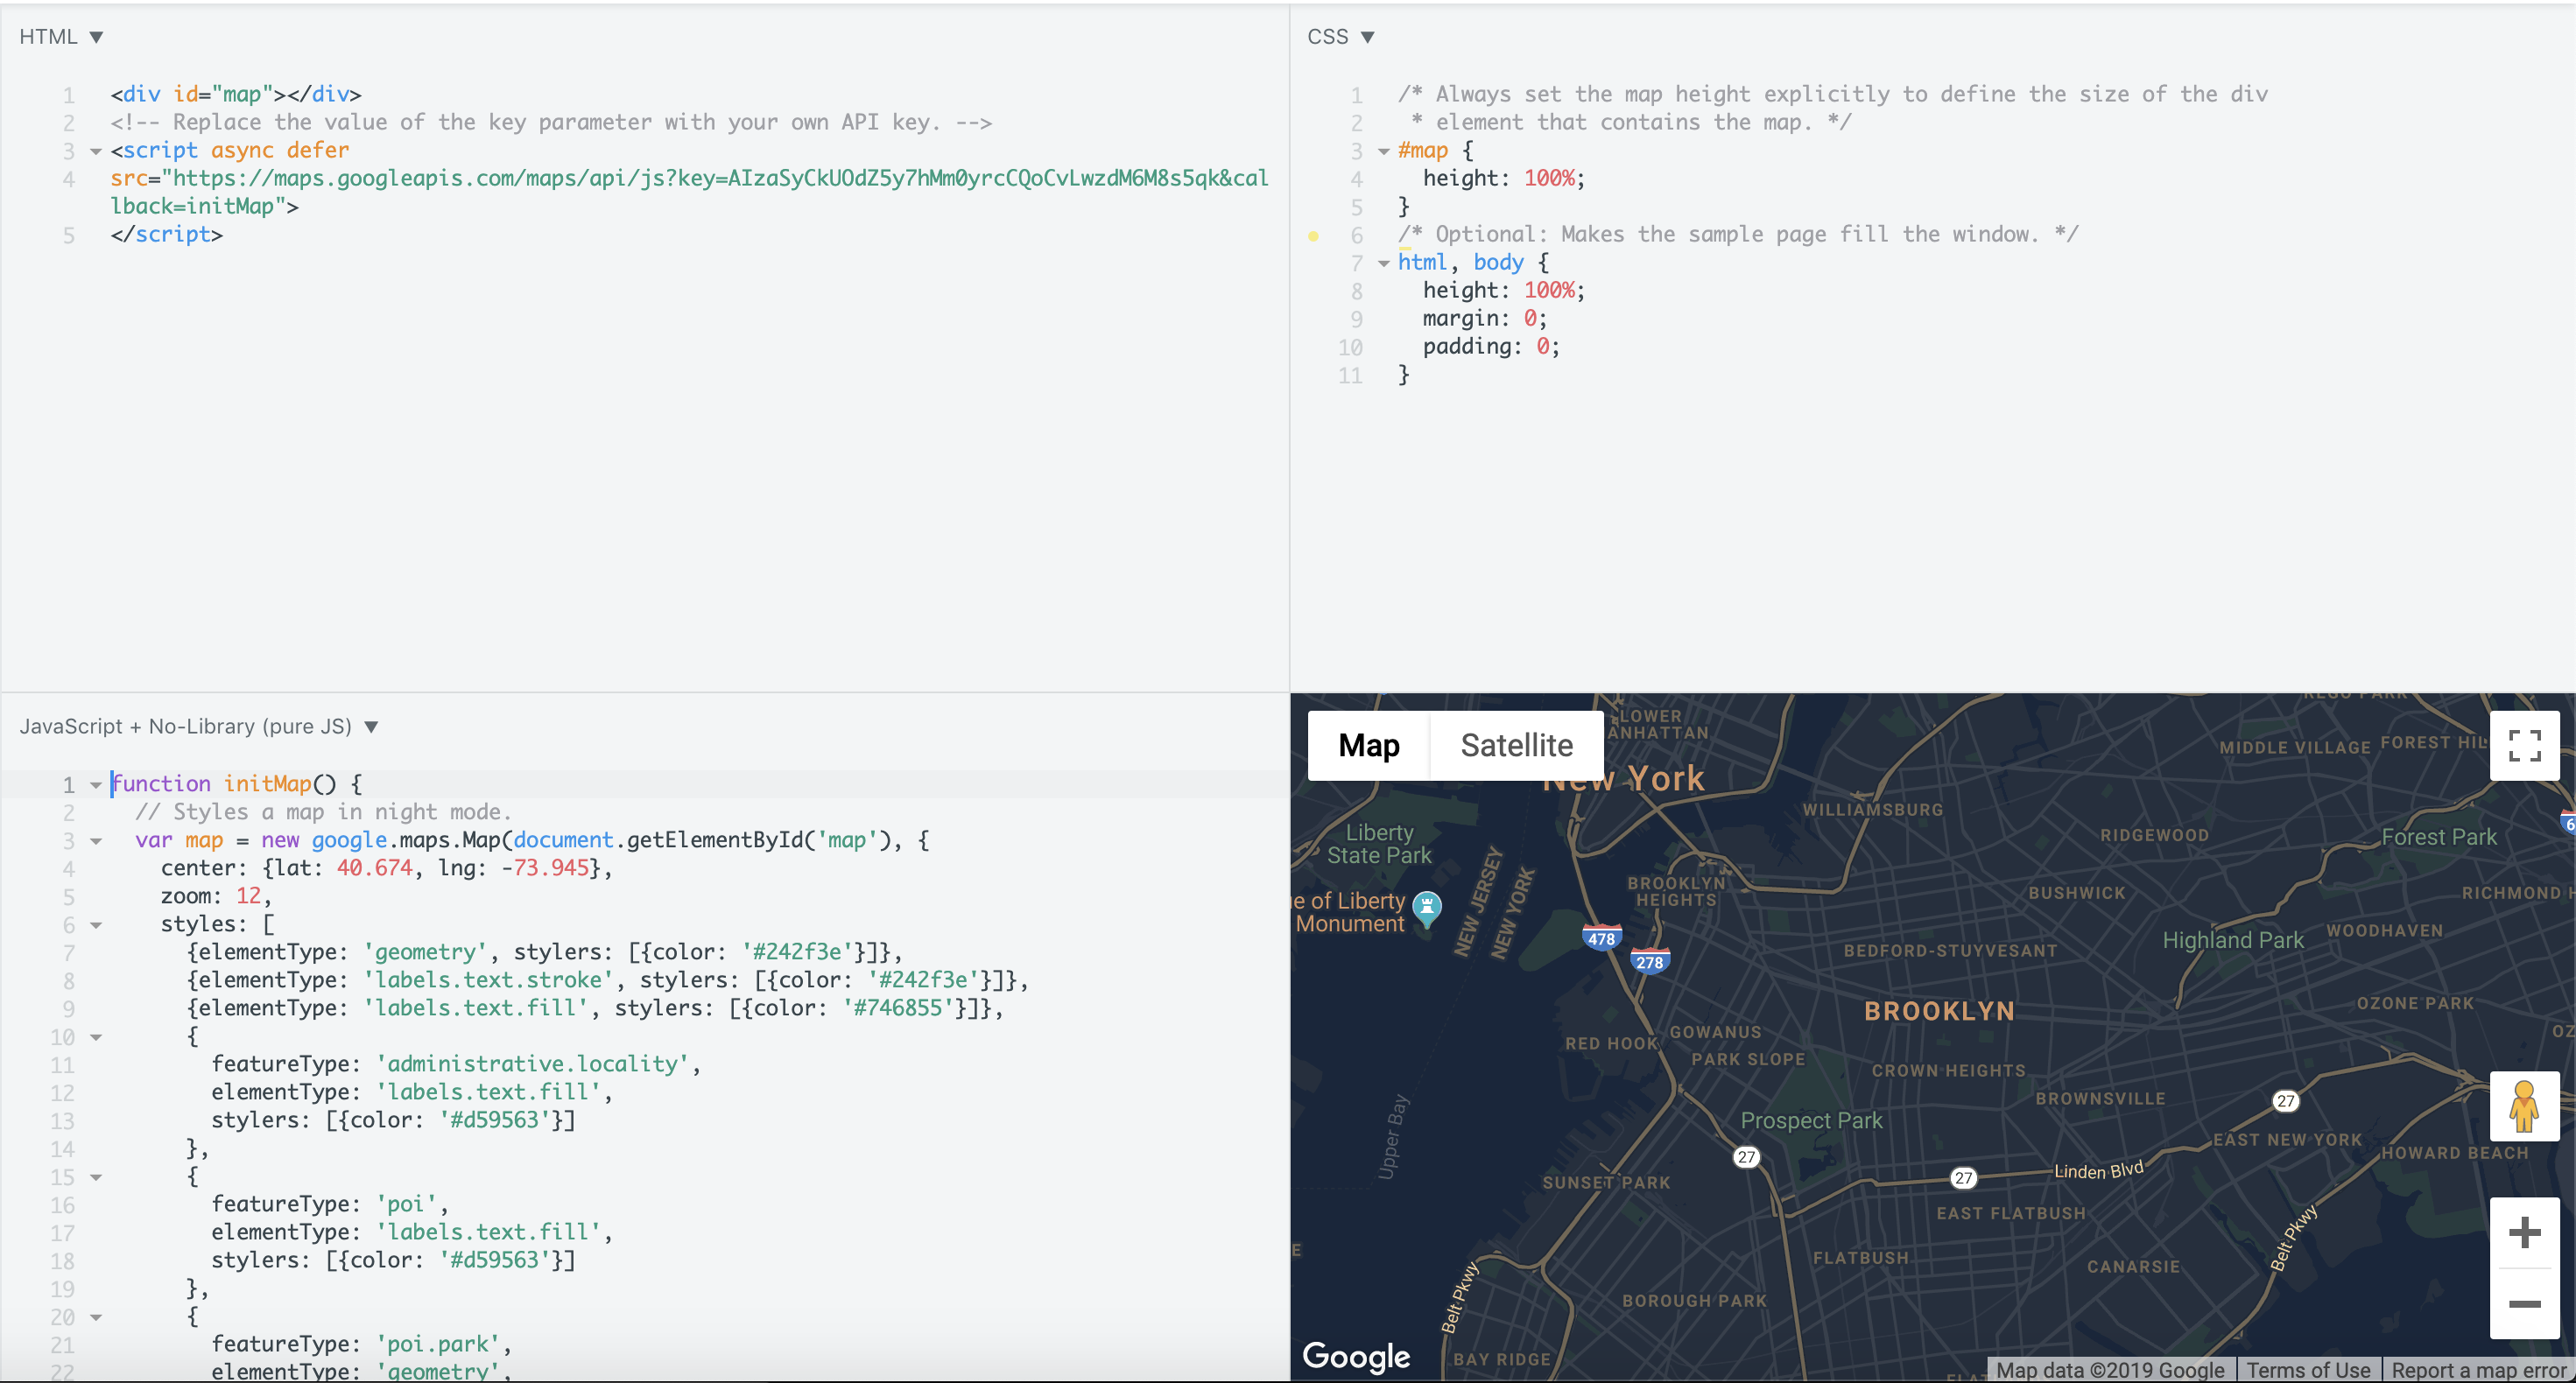 HTML ▼
1 <div id="map"></div>
2 <!-- Replace the value of the key parameter with your own API key. -->
3 <script async defer
4 src="https://maps.googleapis.com/maps/api/js?key=AIzaSyCkUOdZ5y7hMm0yrcCQoCvLwzdM6M8s5qk&cal
lback=initMap">
5 </script>
CSS ▼
1 /* Always set the map height explicitly to define the size of the div
2 * element that contains the map. */
3 #map {
4 height: 100%;
5 }
6 /* Optional: Makes the sample page fill the window. */
7 html, body {
8 height: 100%;
9 margin: 0;
10 padding: 0;
11 }
JavaScript + No-Library (pure JS) ▼
1 function initMap() {
2 // Styles a map in night mode.
3 var map = new google.maps.Map(document.getElementById('map'), {
4 center: {lat: 40.674, lng: -73.945},
5 zoom: 12,
6 styles: [
7 {elementType: 'geometry', stylers: [{color: '#242f3e'}]},
8 {elementType: 'labels.text.stroke', stylers: [{color: '#242f3e'}]},
9 {elementType: 'labels.text.fill', stylers: [{color: '#746855'}]},
10 {
11 featureType: 'administrative.locality',
12 elementType: 'labels.text.fill',
13 stylers: [{color: '#d59563'}]
14 },
15 {
16 featureType: 'poi',
17 elementType: 'labels.text.fill',
18 stylers: [{color: '#d59563'}]
19 },
20 {
21 featureType: 'poi.park',
22 elementType: 'geometry',
Map
Satellite
LOWER
ANHATTAN
New York
REGO PARK
MIDDLE VILLAGE
FOREST HIL
WILLIAMSBURG
RIDGEWOOD
Forest Park
Liberty
State Park
NEW JERSEY
NEW YORK
BROOKLYN
HEIGHTS
BUSHWICK
RICHMOND H
e of Liberty
Monument
478
278
BEDFORD-STUYVESANT
Highland Park
WOODHAVEN
BROOKLYN
OZONE PARK
OZ
RED HOOK
GOWANUS
PARK SLOPE
CROWN HEIGHTS
BROWNSVILLE
27
Upper Bay
Prospect Park
27
EAST NEW YORK
HOWARD BEACH
SUNSET PARK
27
Linden Blvd
EAST FLATBUSH
Belt Pkwy
E
FLATBUSH
CANARSIE
Belt Pkwy
BOROUGH PARK
6
Google
BAY RIDGE
Map data ©2019 Google
Terms of Use
Report a map error